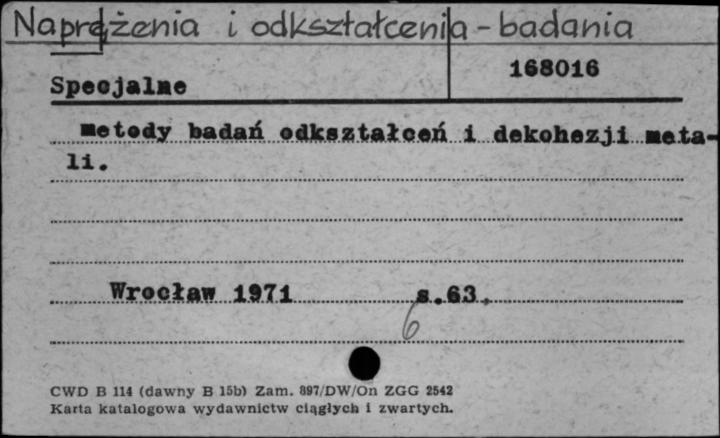 Naprężenia i odkształcenia - badania
168016
Specjalne
metody badań odkształceń i dekohezji meta-
li.
Wrocław 1971 s.63.
6
CWD B 114 (dawny B 15b) Zam. 897/DW/On ZGG 2542
Karta katalogowa wydawnictw ciągłych i zwartych.